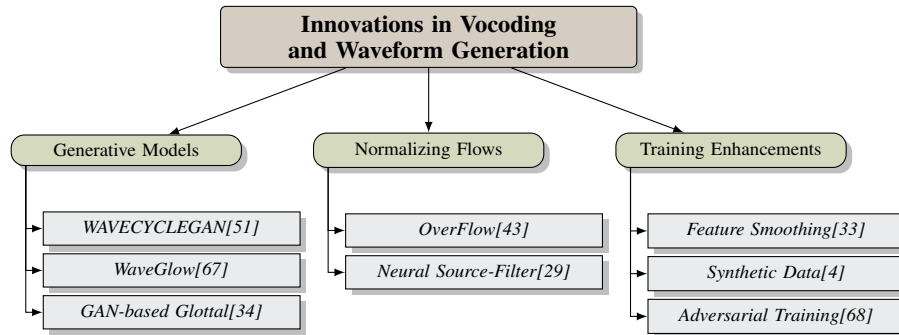 Innovations in Vocoding
and Waveform Generation
Generative Models
WAVECYCLEGAN[51]
WaveGlow[67]
GAN-based Glottal[34]
Normalizing Flows
OverFlow[43]
Neural Source-Filter[29]
Training Enhancements
Feature Smoothing[33]
Synthetic Data[4]
Adversarial Training[68]